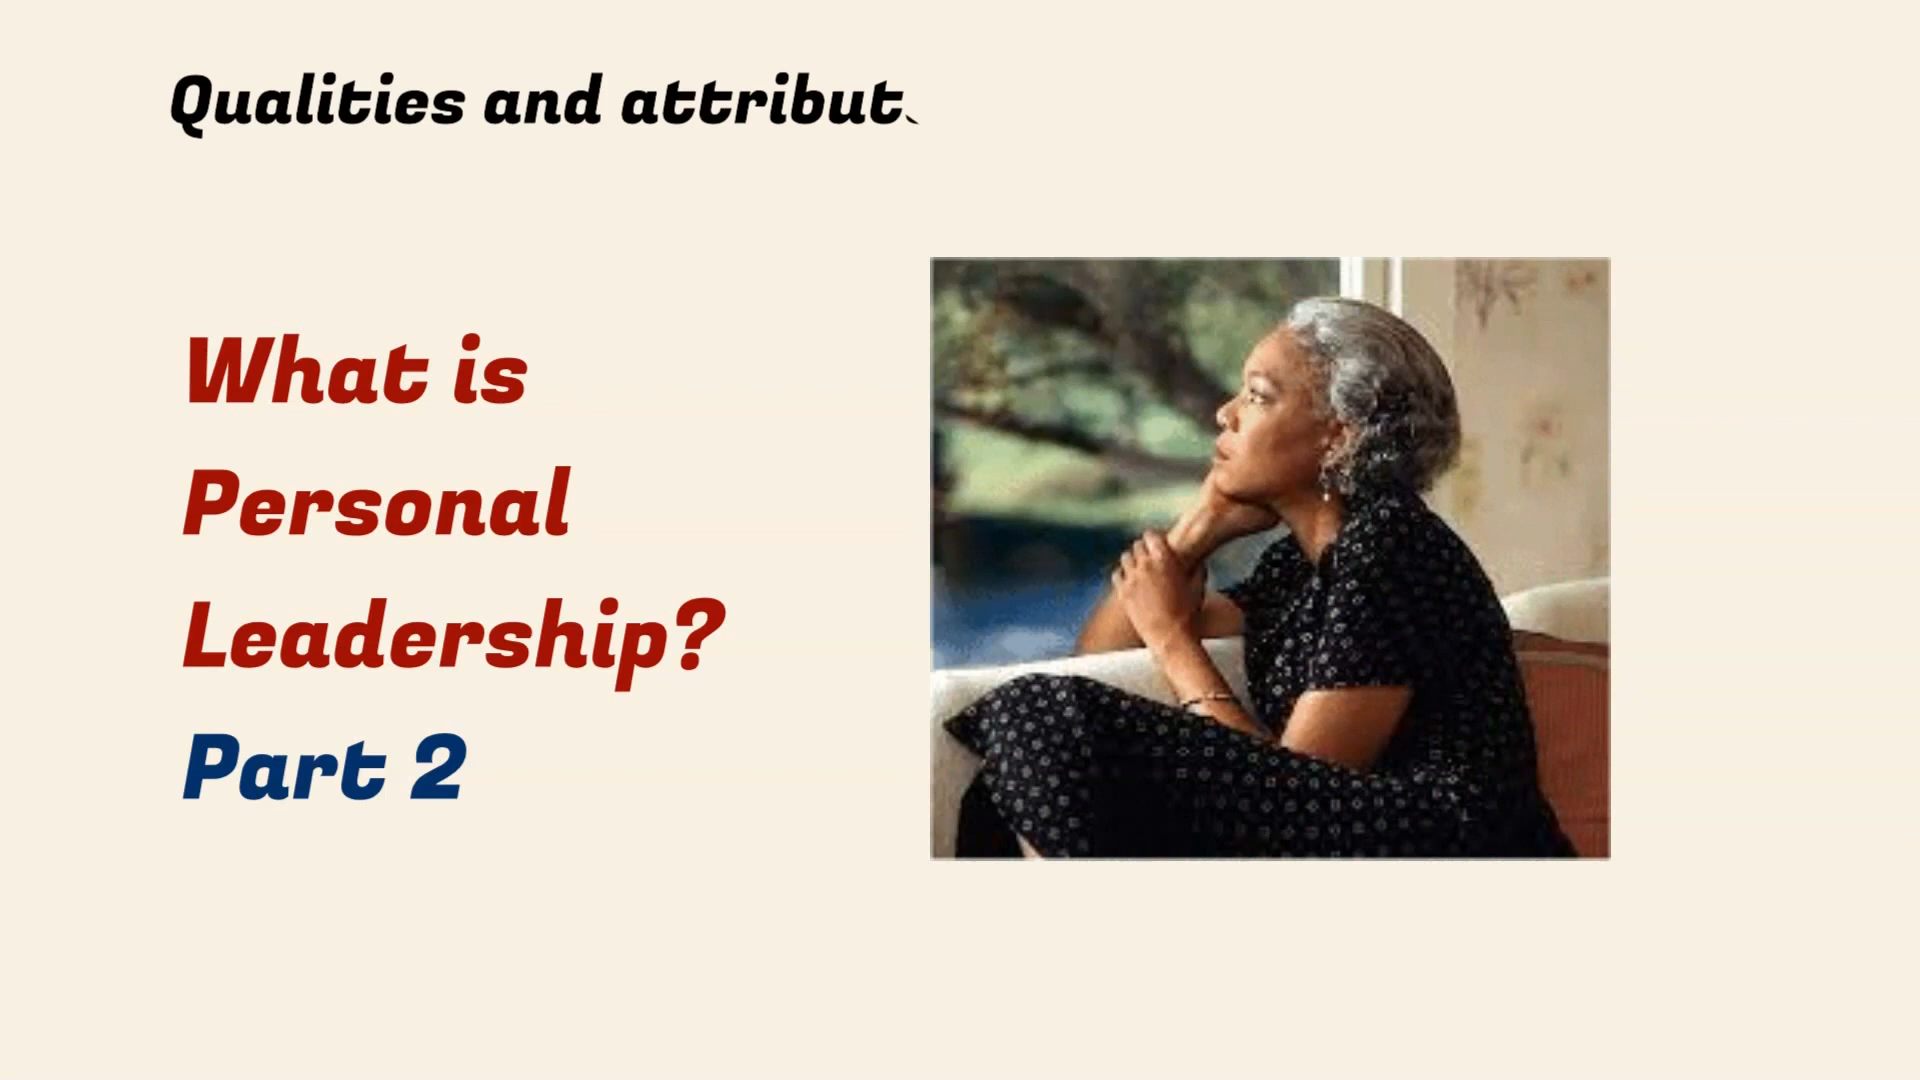 Qualities and attribut
What is
Personal
Leadership?
Part 2